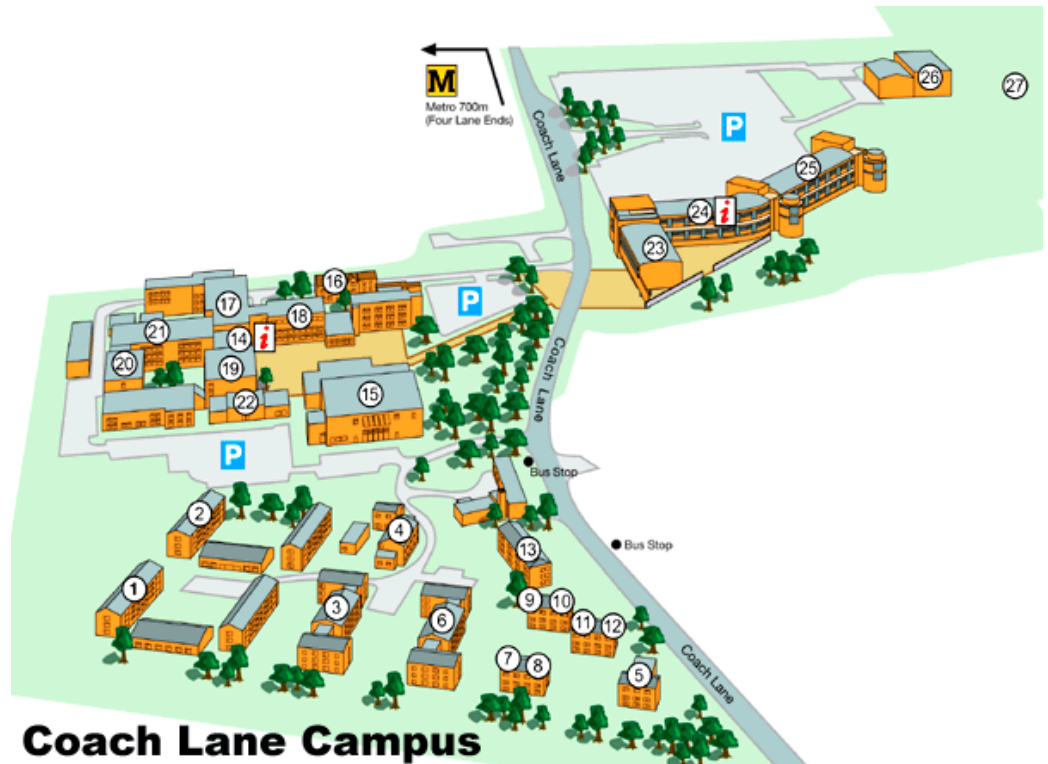 M
Metro 700m
(Four Lane Ends)
Coach Lane
P
26
27
25
24
i
23
16
17
P
18
21
14
i
20
19
22
15
Coach Lane
P
Bus Stop
2
4
13
Bus Stop
1
3
6
9
10
11
12
7
8
5
Coach Lane
Coach Lane Campus